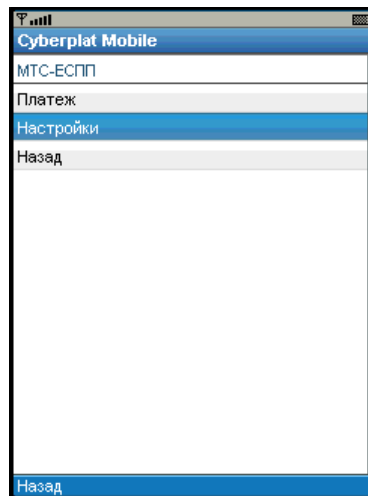 Cyberplat Mobile
МТС-ЕСПП
Платеж
Настройки
Назад
Назад